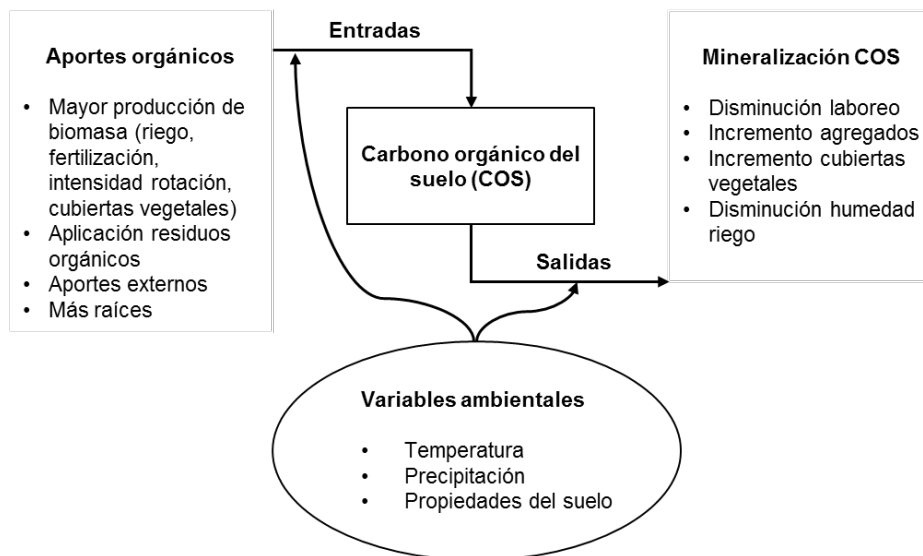 Aportes orgánicos
• Mayor producción de
biomasa (riego,
fertilización,
intensidad rotación,
cubiertas vegetales)
• Aplicación residuos
orgánicos
• Aportes externos
• Más raíces
Entradas
Carbono orgánico del
suelo (COS)
Salidas
Mineralización COS
• Disminución laboreo
• Incremento agregados
• Incremento cubiertas
vegetales
• Disminución humedad
riego
Variables ambientales
• Temperatura
• Precipitación
• Propiedades del suelo